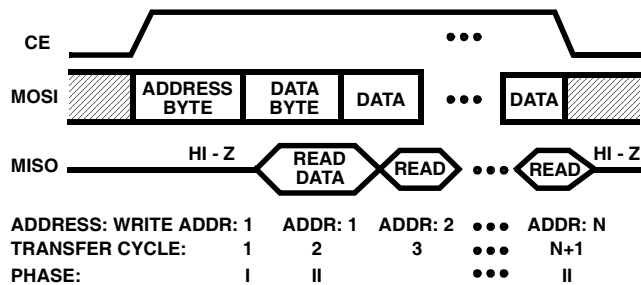 CE
•••
MOSI ADDRESS BYTE DATA BYTE DATA ••• DATA
MISO HI - Z READ DATA READ ••• READ HI - Z
ADDRESS: WRITE ADDR: 1 ADDR: 1 ADDR: 2 ••• ADDR: N
TRANSFER CYCLE: 1 2 3 ••• N+1
PHASE: I II ••• II